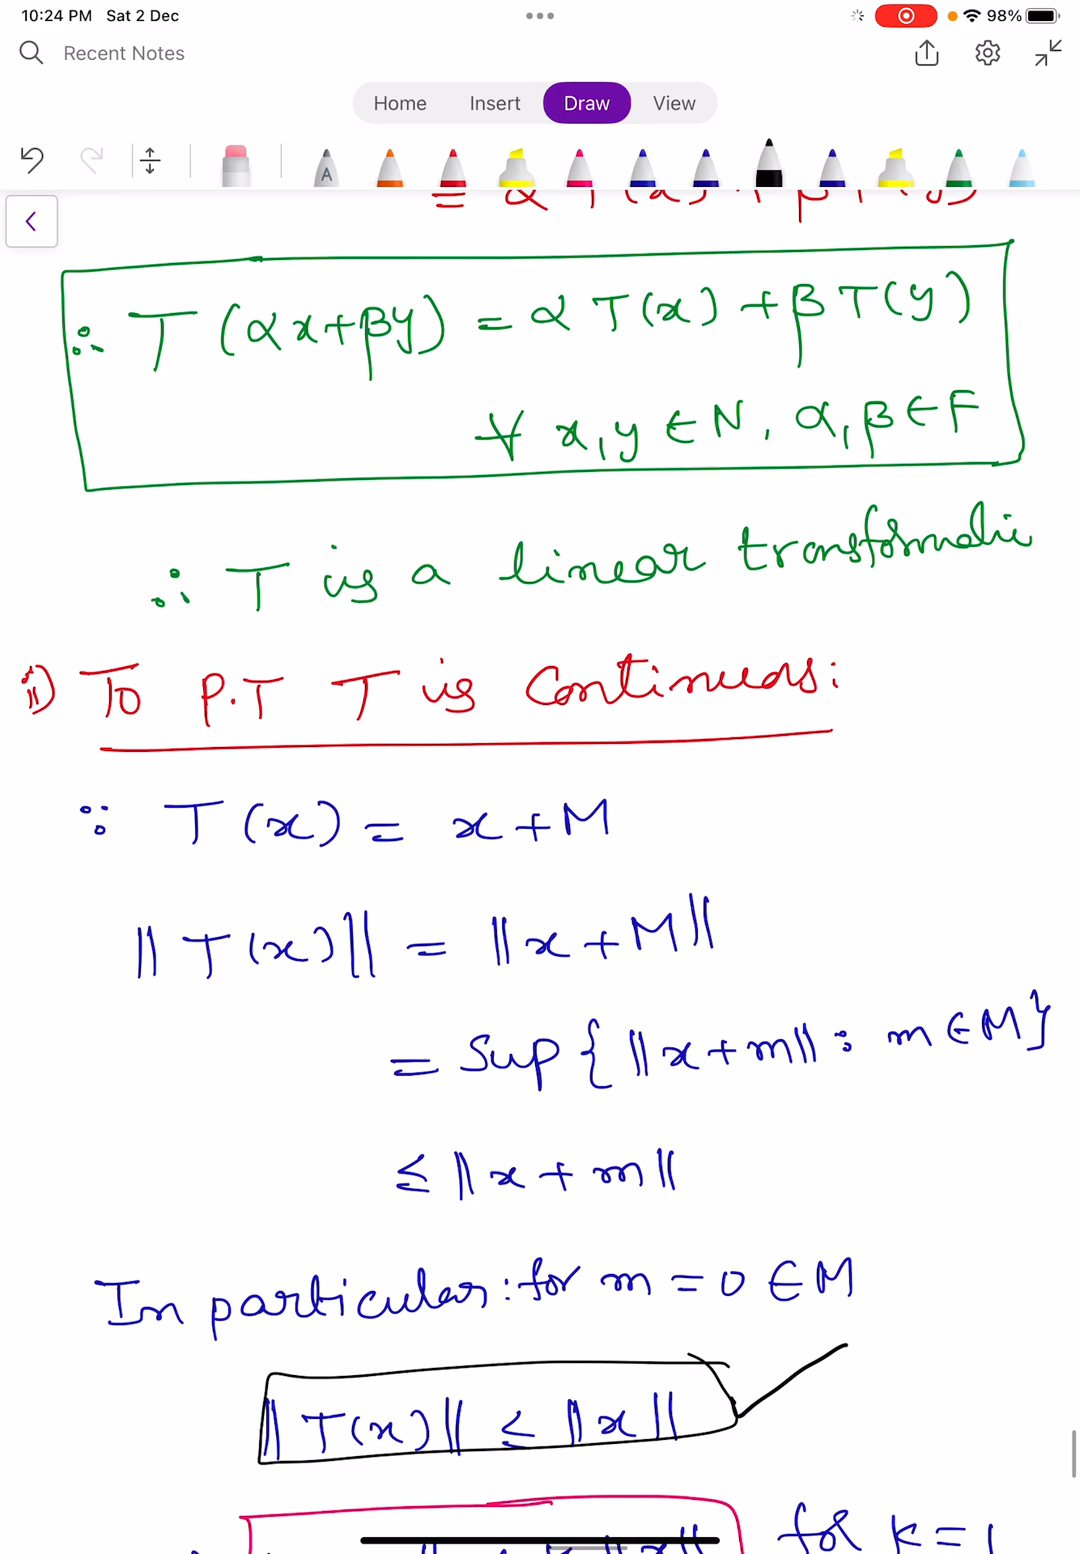 10:24 PM Sat 2 Dec
98%
Recent Notes
Home Insert Draw View
A
= α T(x) + β T(y)
∴ T (αx+βy) = α T(x) + β T(y)
∀ x,y ∈ N, α,β ∈ F
∴ T is a linear transformatio
ii) To P.T T is Continuous:
∵ T(x) = x+M
||T(x)|| = ||x+M||
= Sup { ||x+m|| : m ∈ M}
≤ ||x+m||
In particular: for m = 0 ∈ M
||T(x)|| ≤ ||x||
for k=1